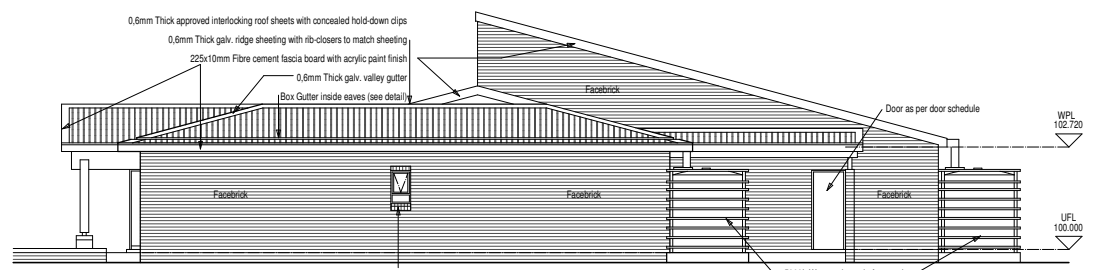 0,6mm Thick approved interlocking roof sheets with concealed hold-down clips
0,6mm Thick galv. ridge sheeting with rib-closers to match sheeting
225x10mm Fibre cement fascia board with acrylic paint finish
0,6mm Thick galv. valley gutter
Box Gutter inside eaves (see detail)
Facebrick
Door as per door schedule
WPL
102.720
Facebrick
Facebrick
Facebrick
UFL
100.000